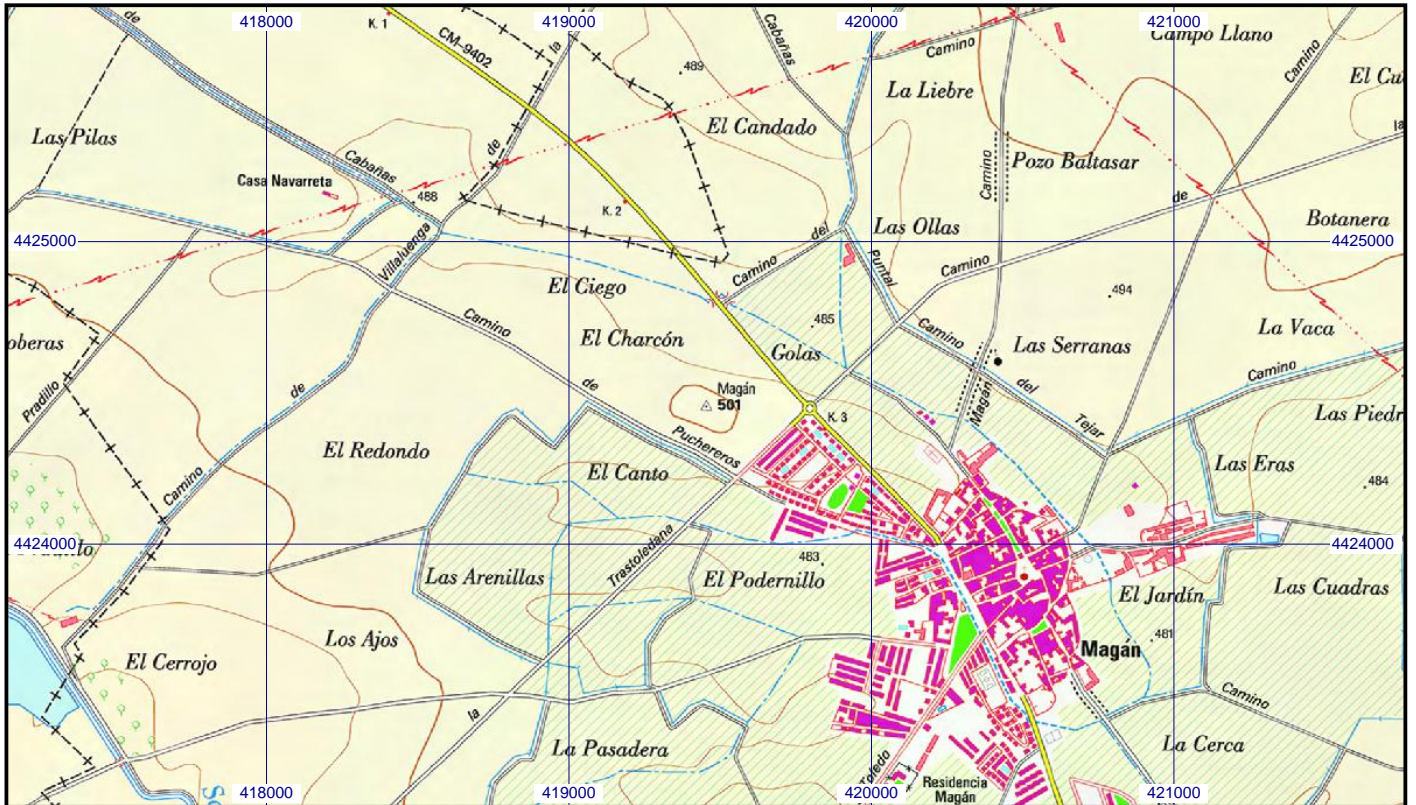 418000
419000
420000
421000
de
K. 1
CM-9402
la
Cabañas
Camino
Campo Llano
Camino
489
La Liebre
El Candado
Las Pilas
Cabañas
de
Camino
Pozo Baltasar
la
Casa Navarreta
488
K. 2
de
Las Ollas
Botanera
4425000
del
4425000
Villaluenga
Camino
Puntal
Camino
El Ciego
494
Camino
485
Camino
La Vaca
El Charcón
Golas
Las Serranas
Camino
Pradillo
de
de
Magán
501
K. 3
Magán
del
Tejar
Las Piedr
El Redondo
Puchereros
Las Eras
Camino
El Canto
484
4424000
4424000
Trastoledana
483
Las Arenillas
El Podernillo
El Jardín
Las Cuadras
Los Ajos
481
Magán
El Cerrojo
Camino
la
La Pasadera
La Cerca
Toledo
Residencia
Magán
418000
419000
420000
421000